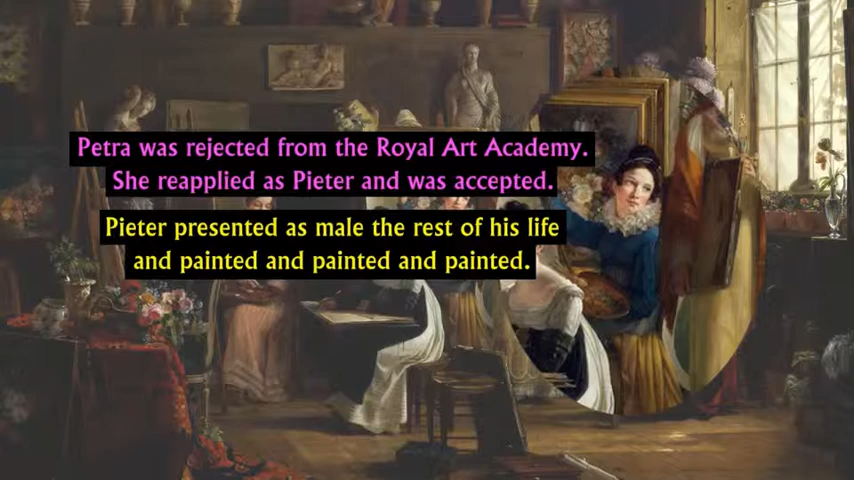 Petra was rejected from the Royal Art Academy.
She reapplied as Pieter and was accepted.
Pieter presented as male the rest of his life
and painted and painted and painted.